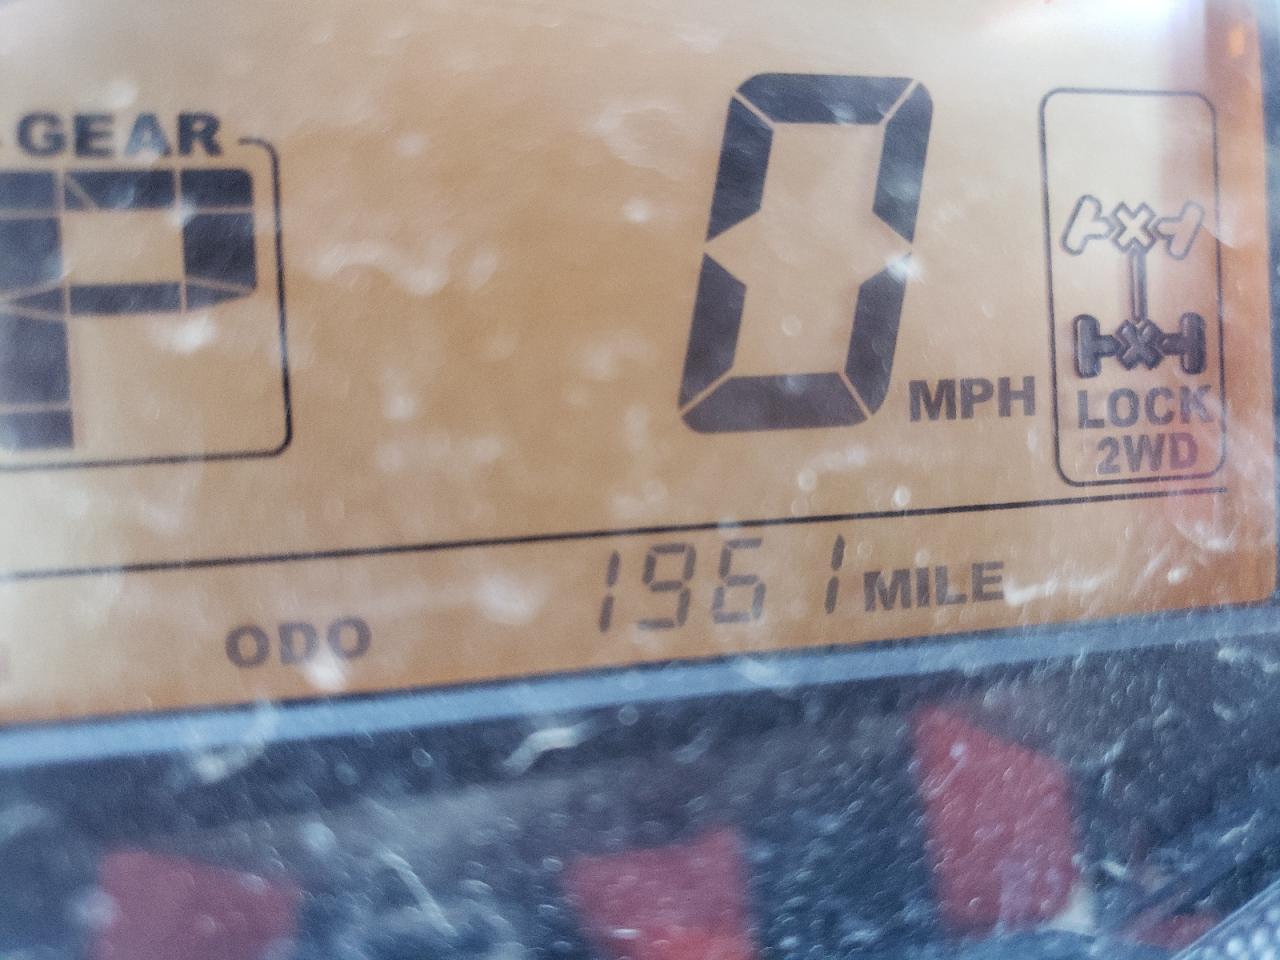 GEAR
P
0 MPH
LOCK
2WD
ODO 1961 MILE